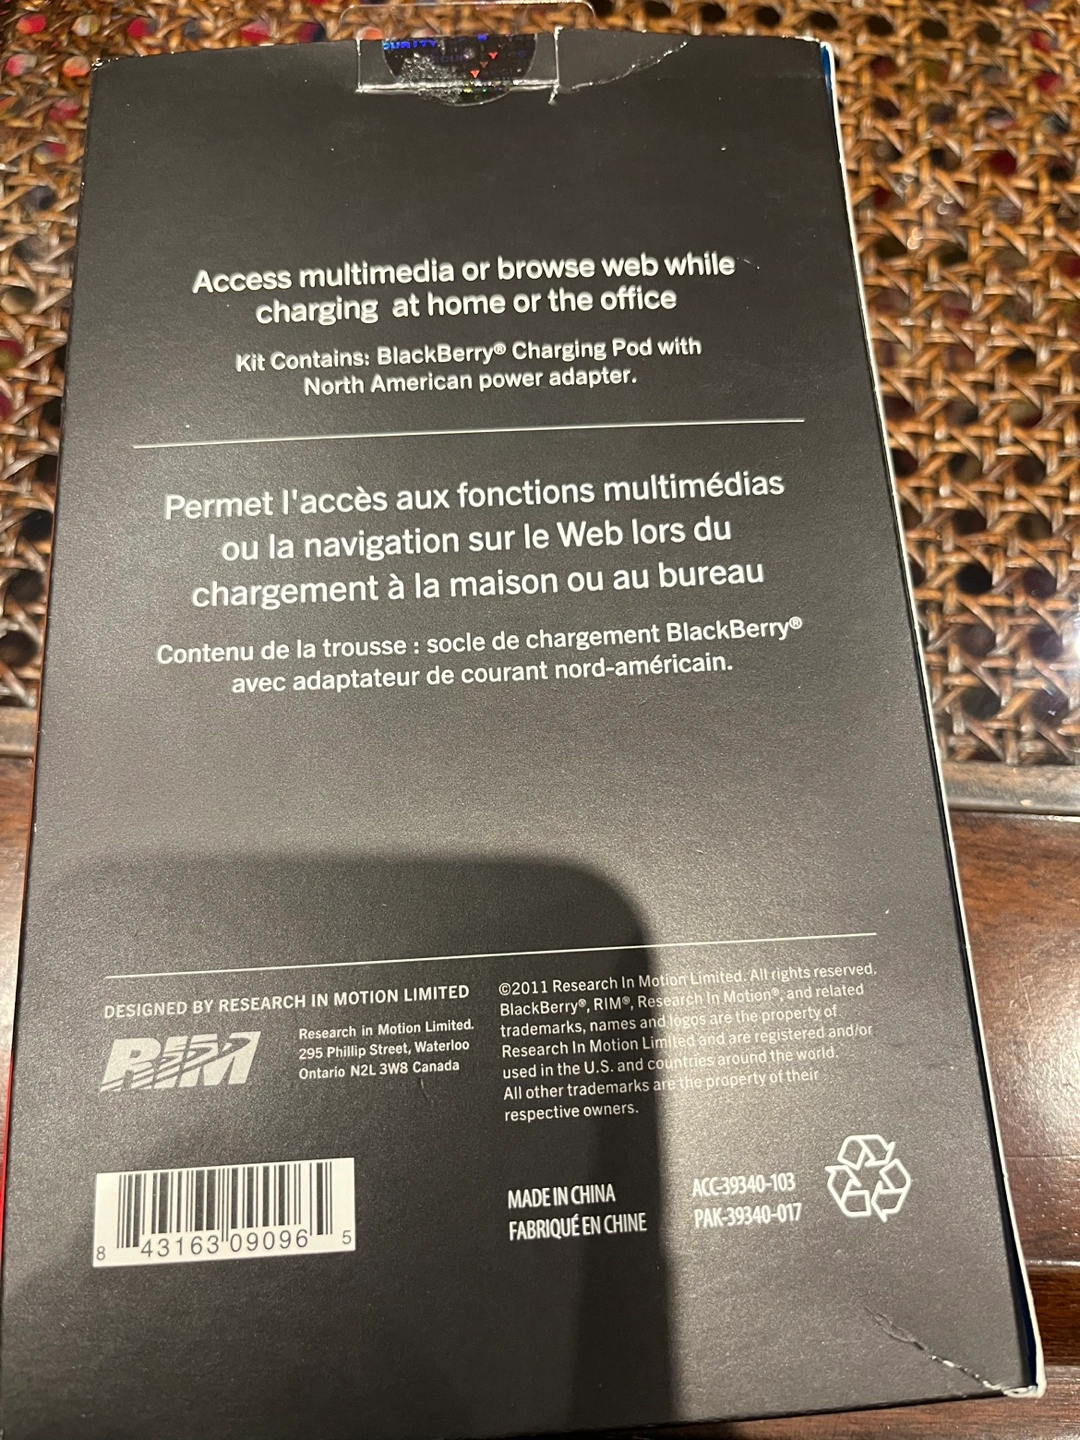 URITY
Access multimedia or browse web while
charging at home or the office
Kit Contains: BlackBerry® Charging Pod with
North American power adapter.
Permet l'accès aux fonctions multimédias
ou la navigation sur le Web lors du
chargement à la maison ou au bureau
Contenu de la trousse : socle de chargement BlackBerry®
avec adaptateur de courant nord-américain.
DESIGNED BY RESEARCH IN MOTION LIMITED
RIM
Research in Motion Limited.
295 Phillip Street, Waterloo
Ontario N2L 3W8 Canada
©2011 Research In Motion Limited. All rights reserved.
BlackBerry®, RIM®, Research In Motion®, and related
trademarks, names and logos are the property of
Research In Motion Limited and are registered and/or
used in the U.S. and countries around the world.
All other trademarks are the property of their
respective owners.
8 43163 09096 5
MADE IN CHINA
FABRIQUÉ EN CHINE
ACC-39340-103
PAK-39340-017